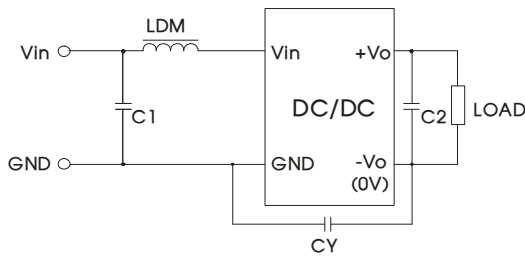 LDM
Vin
Vin
+Vo
C1
DC/DC
C2
LOAD
GND
GND
-Vo
(0V)
CY